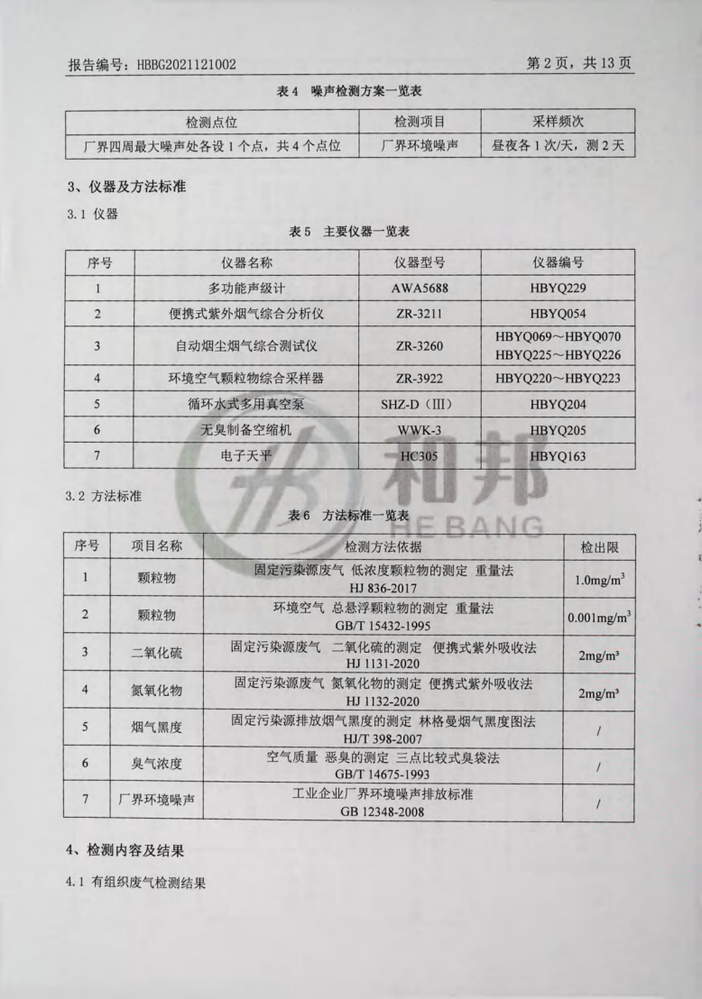 报告编号：HBBG2021121002 第 2 页，共 13 页
表 4 噪声检测方案一览表
检测点位 检测项目 采样频次
厂界四周最大噪声处各设 1 个点，共 4 个点位 厂界环境噪声 昼夜各 1 次/天，测 2 天
3、仪器及方法标准
3.1 仪器
表 5 主要仪器一览表
序号 仪器名称 仪器型号 仪器编号
1 多功能声级计 AWA5688 HBYQ229
2 便携式紫外烟气综合分析仪 ZR-3211 HBYQ054
3 自动烟尘烟气综合测试仪 ZR-3260 HBYQ069～HBYQ070
HBYQ225～HBYQ226
4 环境空气颗粒物综合采样器 ZR-3922 HBYQ220～HBYQ223
5 循环水式多用真空泵 SHZ-D（III） HBYQ204
6 无臭制备空缩机 WWK-3 HBYQ205
7 电子天平 HC305 HBYQ163
和邦
HE BANG
3.2 方法标准
表 6 方法标准一览表
序号 项目名称 检测方法依据 检出限
1 颗粒物 固定污染源废气 低浓度颗粒物的测定 重量法
HJ 836-2017 1.0mg/m³
2 颗粒物 环境空气 总悬浮颗粒物的测定 重量法
GB/T 15432-1995 0.001mg/m³
3 二氧化硫 固定污染源废气 二氧化硫的测定 便携式紫外吸收法
HJ 1131-2020 2mg/m³
4 氮氧化物 固定污染源废气 氮氧化物的测定 便携式紫外吸收法
HJ 1132-2020 2mg/m³
5 烟气黑度 固定污染源排放烟气黑度的测定 林格曼烟气黑度图法
HJ/T 398-2007 /
6 臭气浓度 空气质量 恶臭的测定 三点比较式臭袋法
GB/T 14675-1993 /
7 厂界环境噪声 工业企业厂界环境噪声排放标准
GB 12348-2008 /
4、检测内容及结果
4.1 有组织废气检测结果